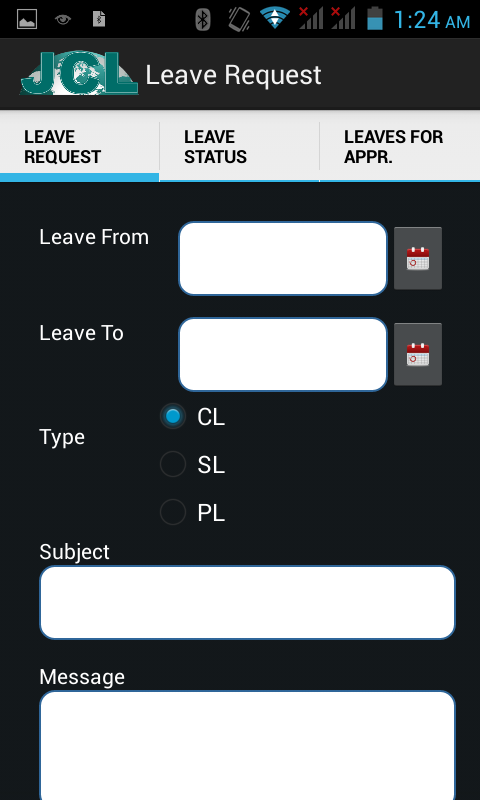 1:24 AM
JCL Leave Request
LEAVE
REQUEST
LEAVE
STATUS
LEAVES FOR
APPR.
Leave From
Leave To
Type
CL
SL
PL
Subject
Message